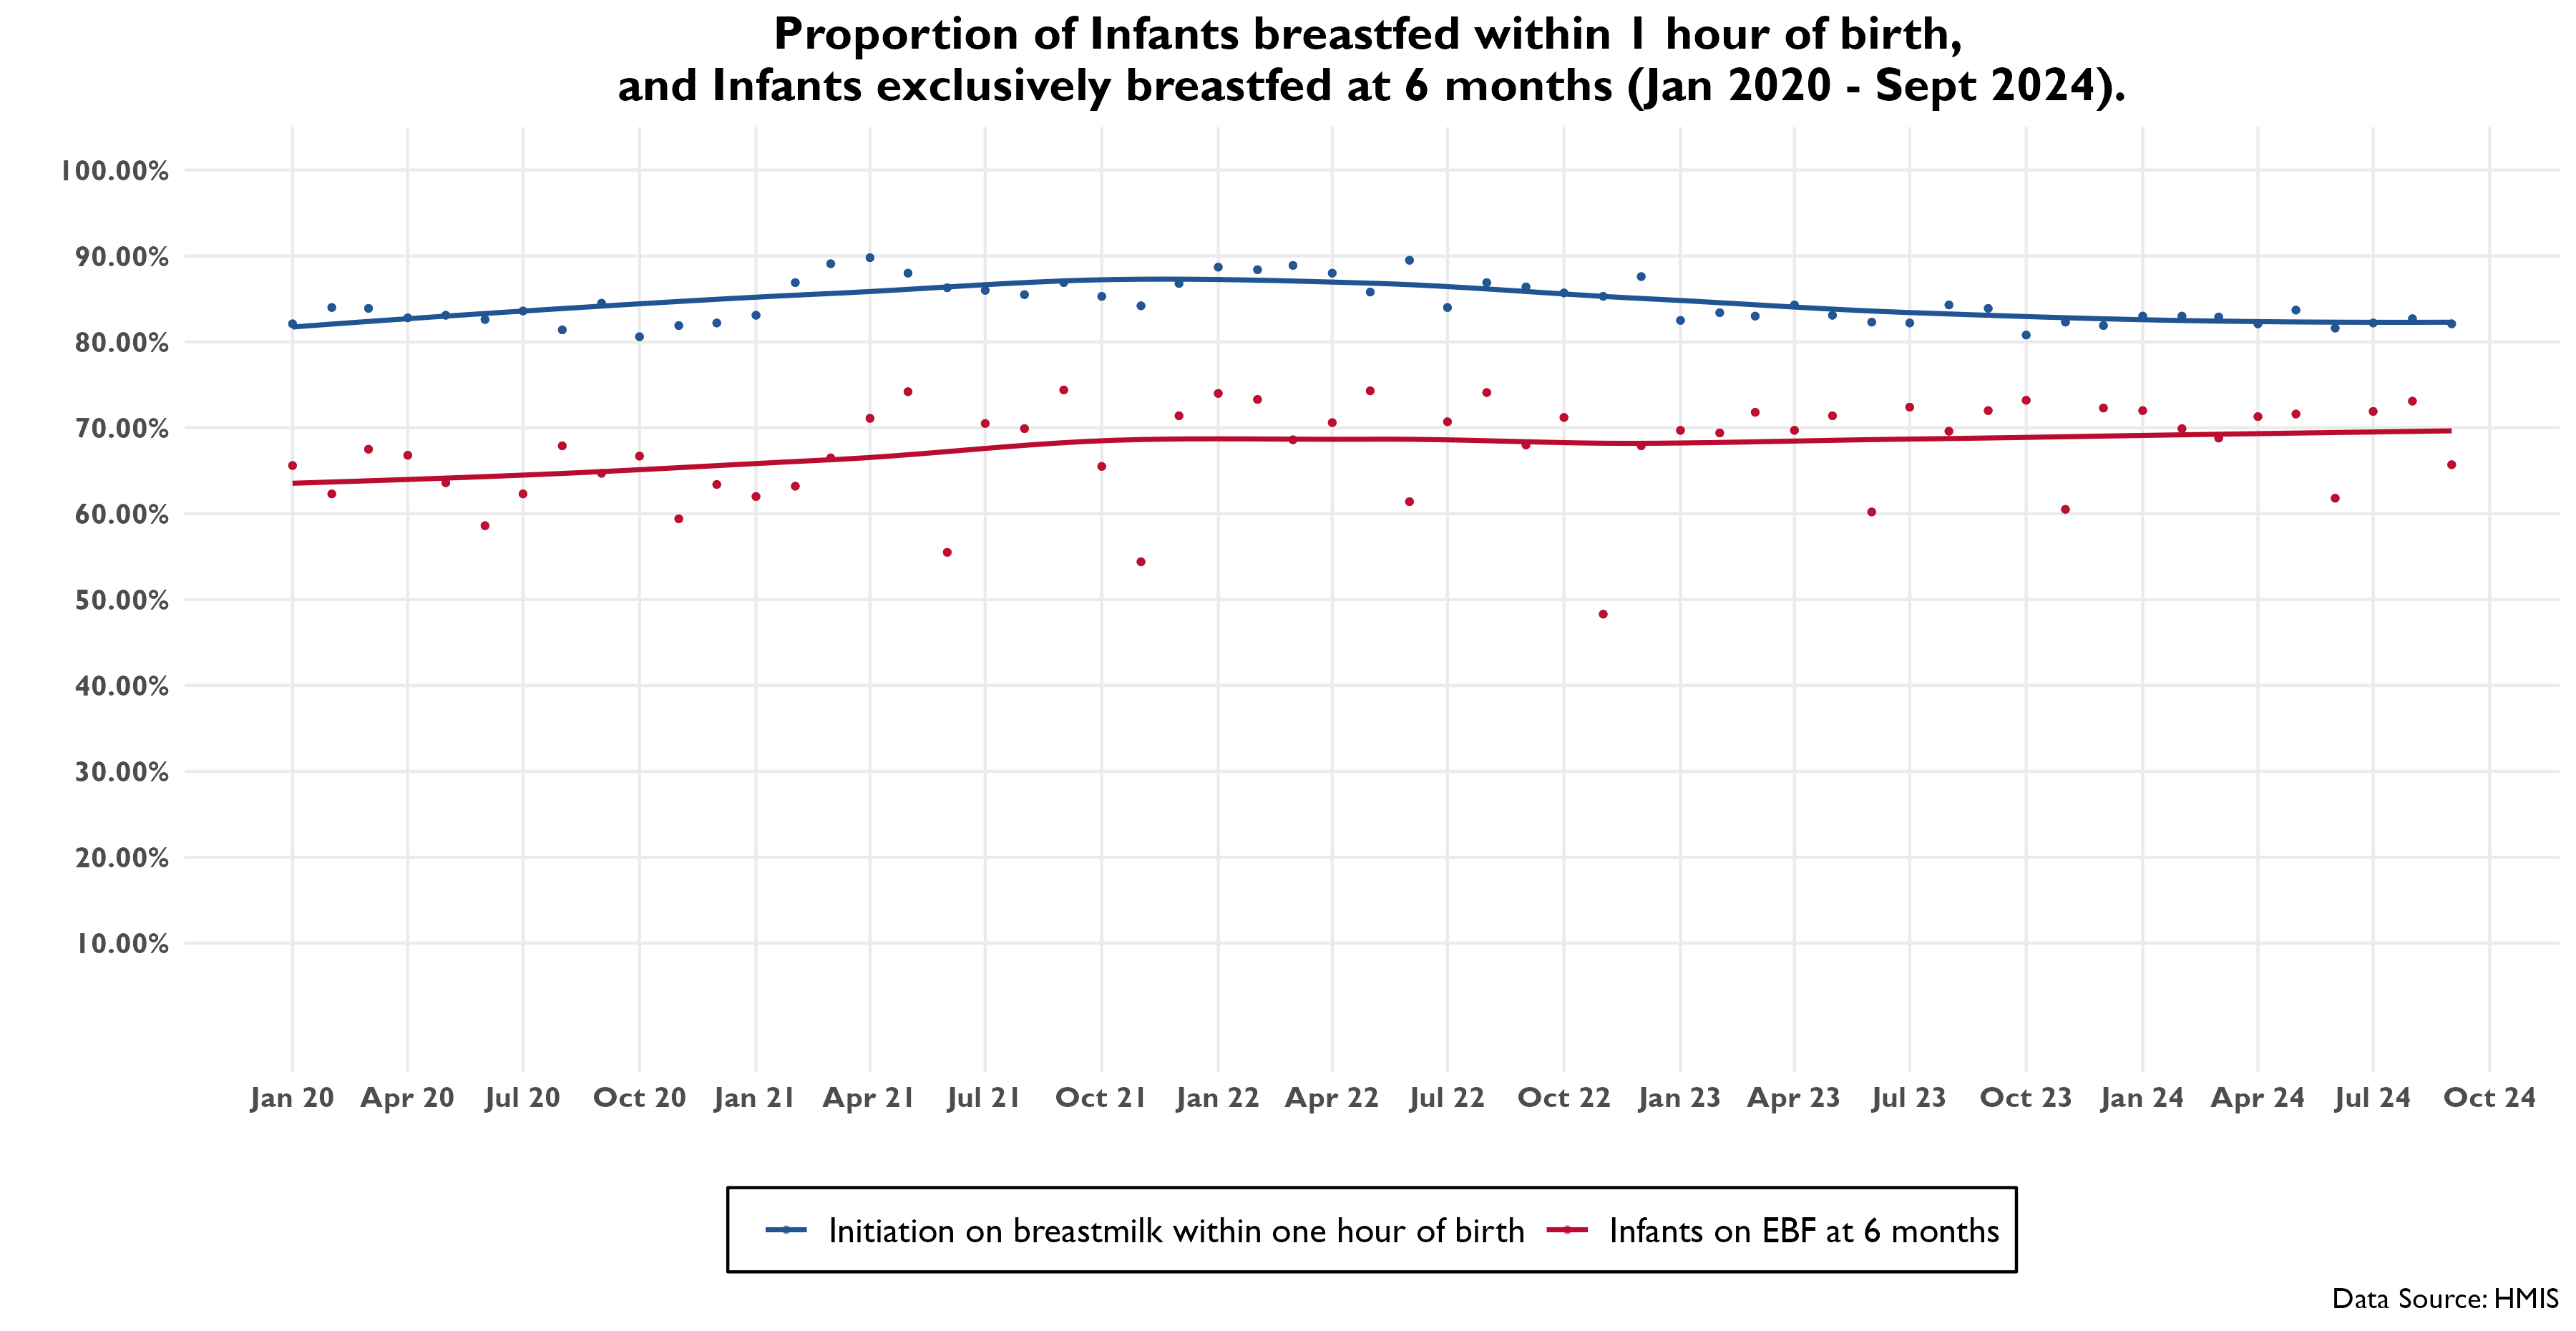 Proportion of Infants breastfed within 1 hour of birth,
and Infants exclusively breastfed at 6 months (Jan 2020 - Sept 2024).
100.00%
90.00%
80.00%
70.00%
60.00%
50.00%
40.00%
30.00%
20.00%
10.00%
Jan 20 Apr 20 Jul 20 Oct 20 Jan 21 Apr 21 Jul 21 Oct 21 Jan 22 Apr 22 Jul 22 Oct 22 Jan 23 Apr 23 Jul 23 Oct 23 Jan 24 Apr 24 Jul 24 Oct 24
Initiation on breastmilk within one hour of birth Infants on EBF at 6 months
Data Source: HMIS